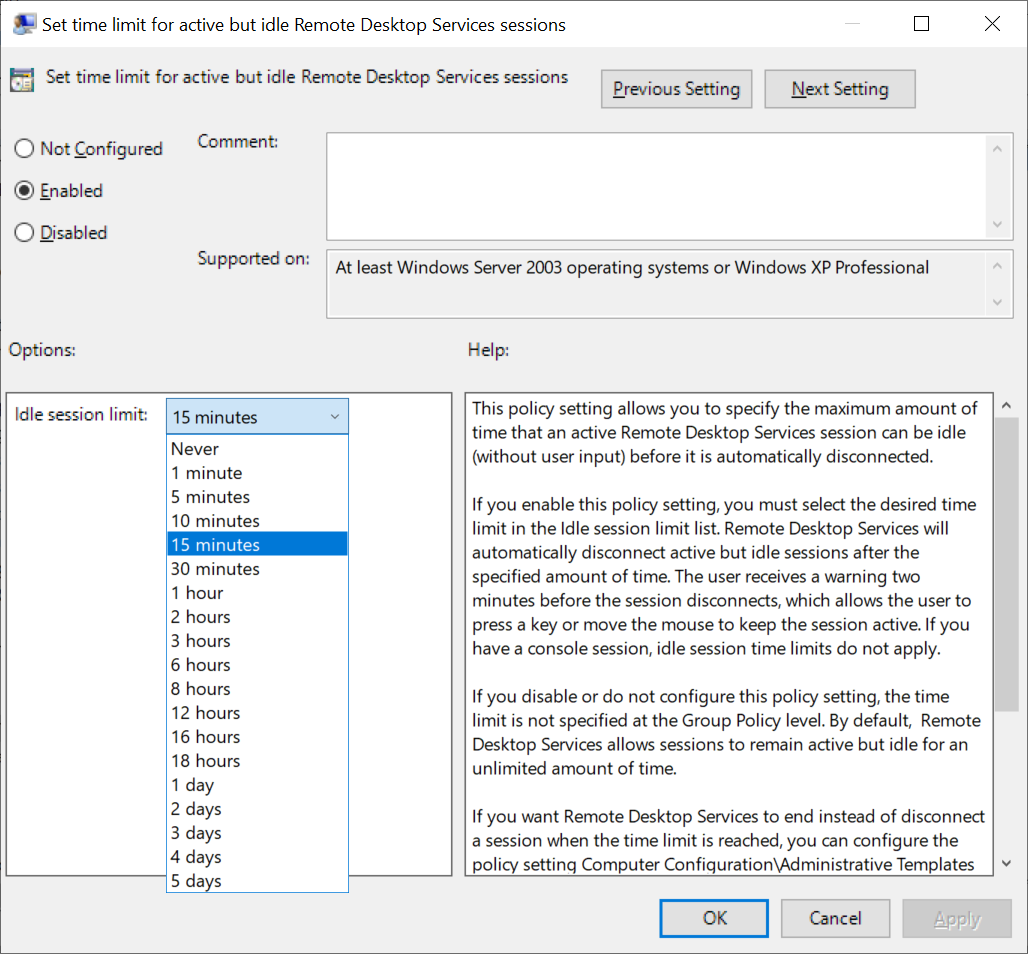 Set time limit for active but idle Remote Desktop Services sessions
Set time limit for active but idle Remote Desktop Services sessions
Previous Setting
Next Setting
Not Configured
Comment:
Enabled
Disabled
Supported on:
At least Windows Server 2003 operating systems or Windows XP Professional
Options:
Help:
Idle session limit:
15 minutes
Never
1 minute
5 minutes
10 minutes
15 minutes
30 minutes
1 hour
2 hours
3 hours
6 hours
8 hours
12 hours
16 hours
18 hours
1 day
2 days
3 days
4 days
5 days
This policy setting allows you to specify the maximum amount of
time that an active Remote Desktop Services session can be idle
(without user input) before it is automatically disconnected.
If you enable this policy setting, you must select the desired time
limit in the Idle session limit list. Remote Desktop Services will
automatically disconnect active but idle sessions after the
specified amount of time. The user receives a warning two
minutes before the session disconnects, which allows the user to
press a key or move the mouse to keep the session active. If you
have a console session, idle session time limits do not apply.
If you disable or do not configure this policy setting, the time
limit is not specified at the Group Policy level. By default,  Remote
Desktop Services allows sessions to remain active but idle for an
unlimited amount of time.
If you want Remote Desktop Services to end instead of disconnect
a session when the time limit is reached, you can configure the
policy setting Computer Configuration\Administrative Templates
OK
Cancel
Apply